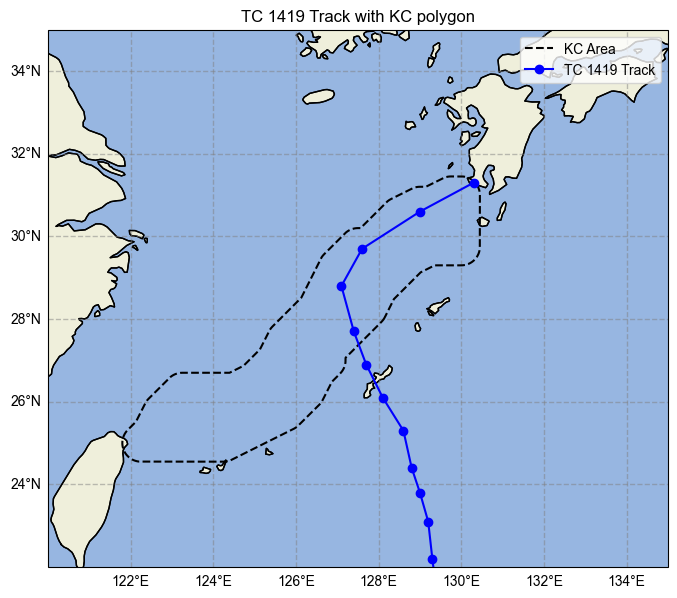 TC 1419 Track with KC polygon
KC Area
TC 1419 Track
34°N
32°N
30°N
28°N
26°N
24°N
122°E
124°E
126°E
128°E
130°E
132°E
134°E